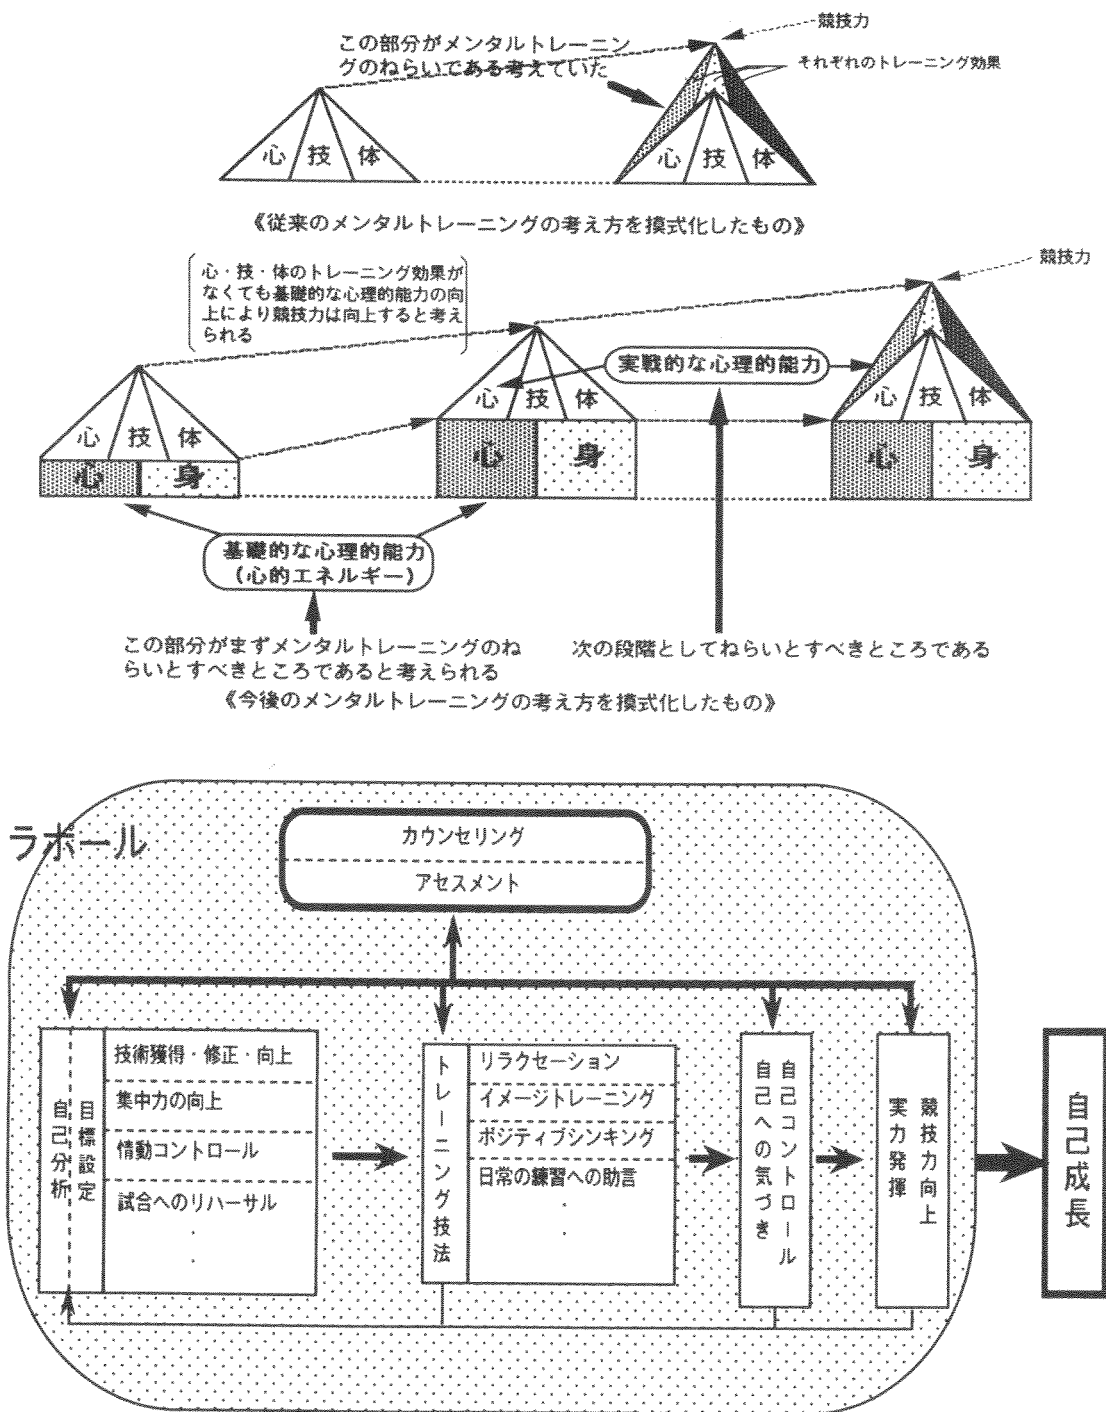 競技力
この部分がメンタルトレーニン
グのねらいである考えていた
それぞれのトレーニング効果
心 技 体
心 技 体
《従来のメンタルトレーニングの考え方を摸式化したもの》
心・技・体のトレーニング効果が
なくても基礎的な心理的能力の向
上により競技力は向上すると考え
られる
競技力
実戦的な心理的能力
心 技 体
心 技 体
心 技 体
心 身
心 身
心 身
基礎的な心理的能力
(心的エネルギー)
この部分がまずメンタルトレーニングのね
らいとすべきところであると考えられる
次の段階としてねらいとすべきところである
《今後のメンタルトレーニングの考え方を摸式化したもの》
ラポール
カウンセリング
アセスメント
自己分析
目標設定
技術獲得・修正・向上
集中力の向上
情動コントロール
試合へのリハーサル
・
・
トレーニング技法
リラクセーション
イメージトレーニング
ポジティブシンキング
日常の練習への助言
・
・
自己コントロール
自己への気づき
競技力向上
実力発揮
自己成長